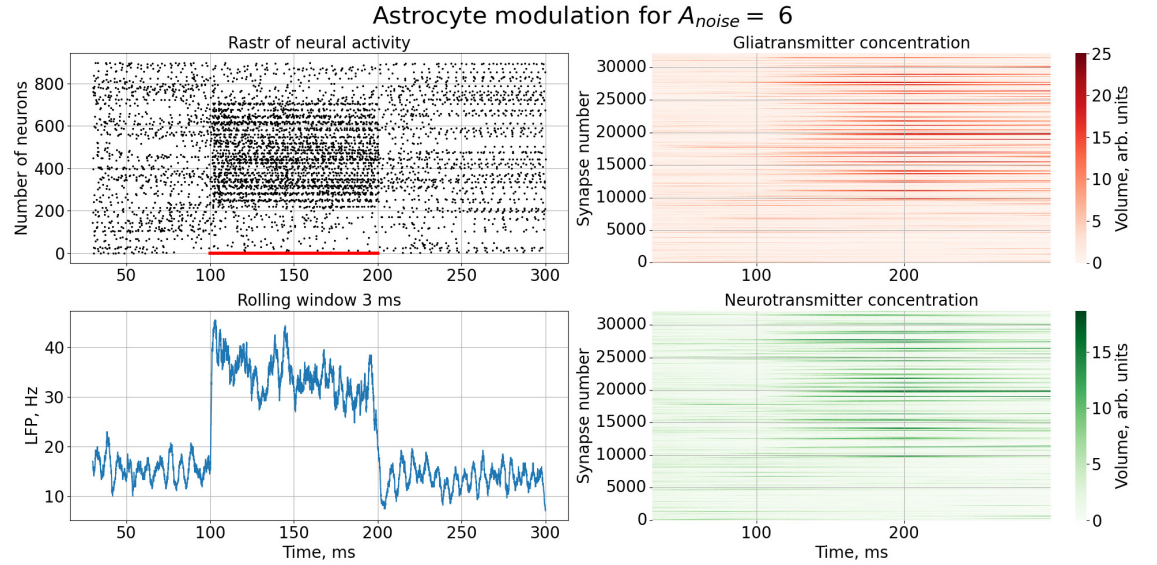 Astrocyte modulation for A_noise = 6
Rastr of neural activity
Number of neurons
800
600
400
200
0
50 100 150 200 250 300
Gliatransmitter concentration
Synapse number
30000
25000
20000
15000
10000
5000
0
100 200
25
20
15
10
5
0
Volume, arb. units
Rolling window 3 ms
LFP, Hz
40
30
20
10
50 100 150 200 250 300
Time, ms
Neurotransmitter concentration
Synapse number
30000
25000
20000
15000
10000
5000
0
100 200
Time, ms
15
10
5
0
Volume, arb. units